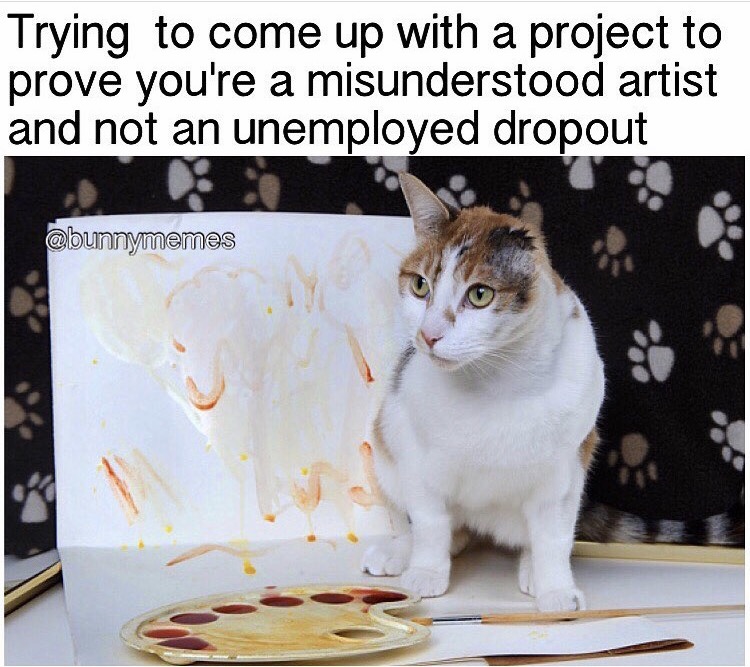 Trying  to come up with a project to
prove you're a misunderstood artist
and not an unemployed dropout
@bunnymemes